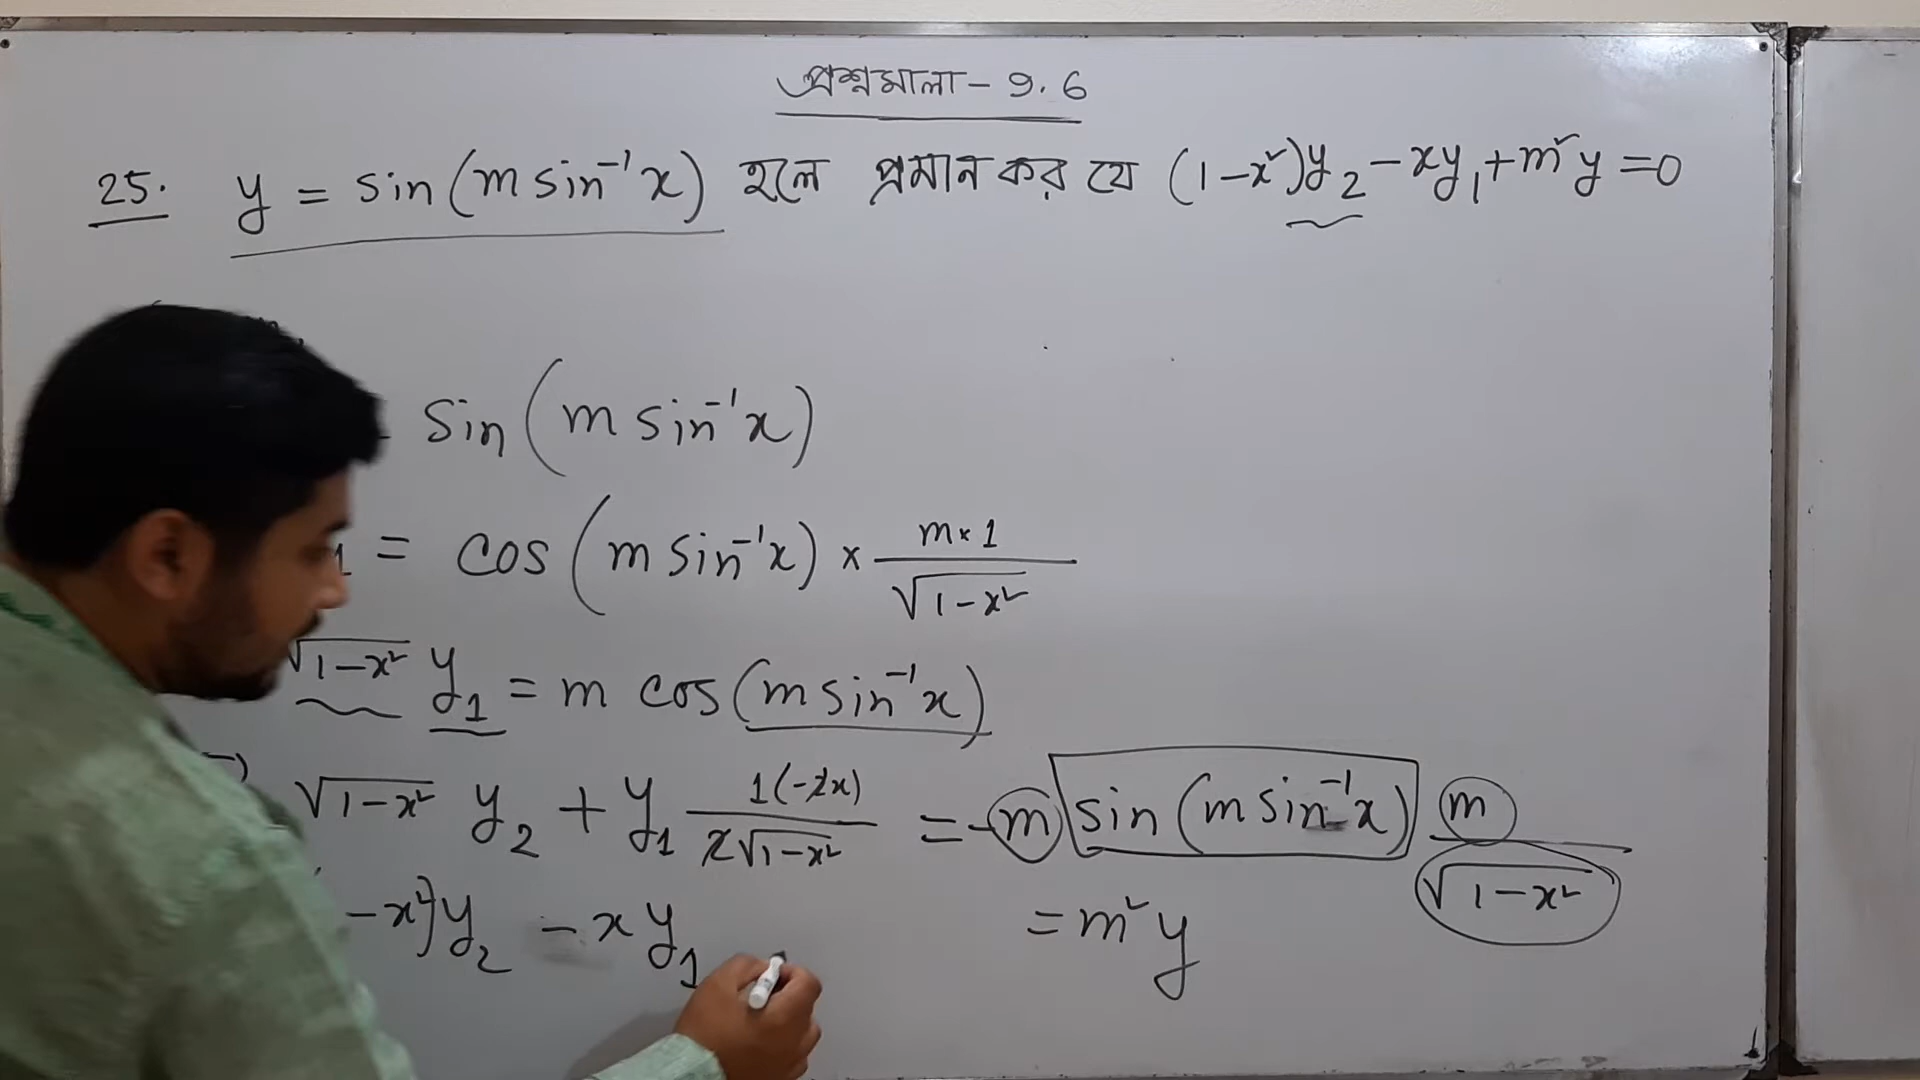 প্রশ্নমালা - 9.6
25. y = sin(m sin⁻¹x) হলে প্রমান কর যে (1-x²)y₂ - xy₁ + m²y = 0
sin(m sin⁻¹x)
= cos(m sin⁻¹x) × (m×1)/√(1-x²)
√(1-x²) y₁ = m cos(m sin⁻¹x)
√(1-x²) y₂ + y₁ 1(-2x)/2√(1-x²) = -m sin(m sin⁻¹x) m/√(1-x²)
-x²)y₂ - xy₁ = m²y